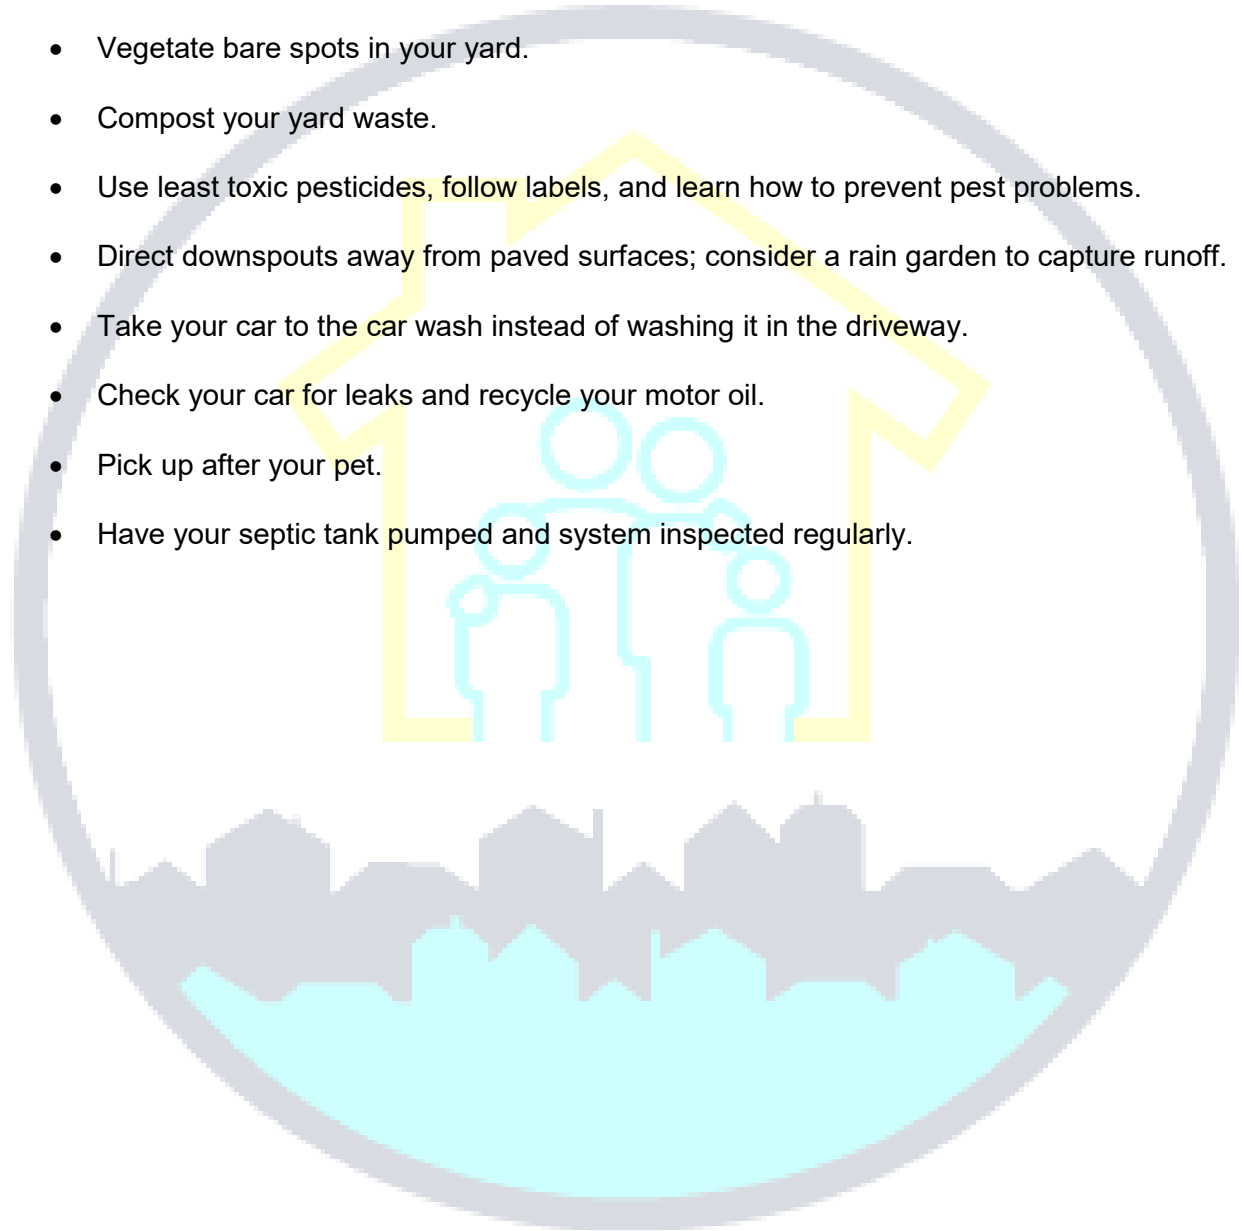 • Vegetate bare spots in your yard.
• Compost your yard waste.
• Use least toxic pesticides, follow labels, and learn how to prevent pest problems.
• Direct downspouts away from paved surfaces; consider a rain garden to capture runoff.
• Take your car to the car wash instead of washing it in the driveway.
• Check your car for leaks and recycle your motor oil.
• Pick up after your pet.
• Have your septic tank pumped and system inspected regularly.